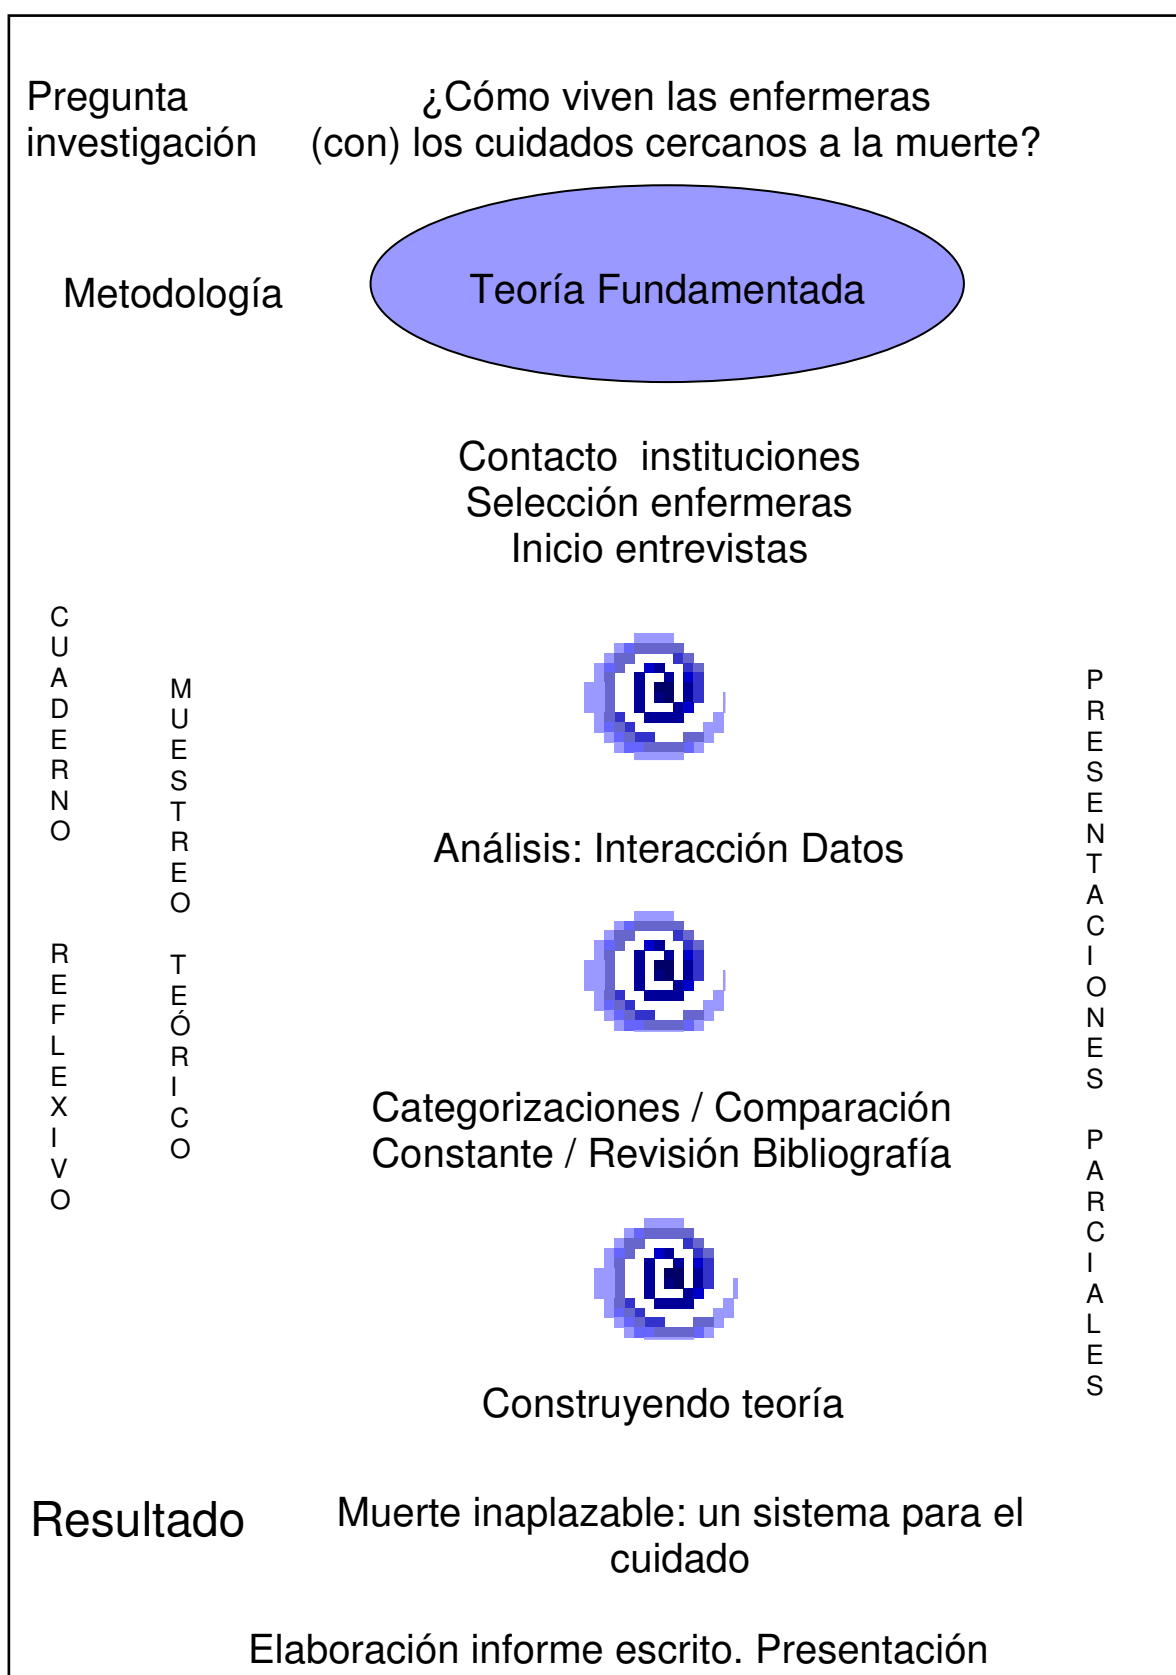 Pregunta
investigación
¿Cómo viven las enfermeras
(con) los cuidados cercanos a la muerte?
Metodología
Teoría Fundamentada
Contacto instituciones
Selección enfermeras
Inicio entrevistas
CUADERNO REFLEXIVO
MUESTREO TEÓRICO
PRESENTACIONES PARCIALES
Análisis: Interacción Datos
Categorizaciones / Comparación
Constante / Revisión Bibliografía
Construyendo teoría
Resultado
Muerte inaplazable: un sistema para el
cuidado
Elaboración informe escrito. Presentación